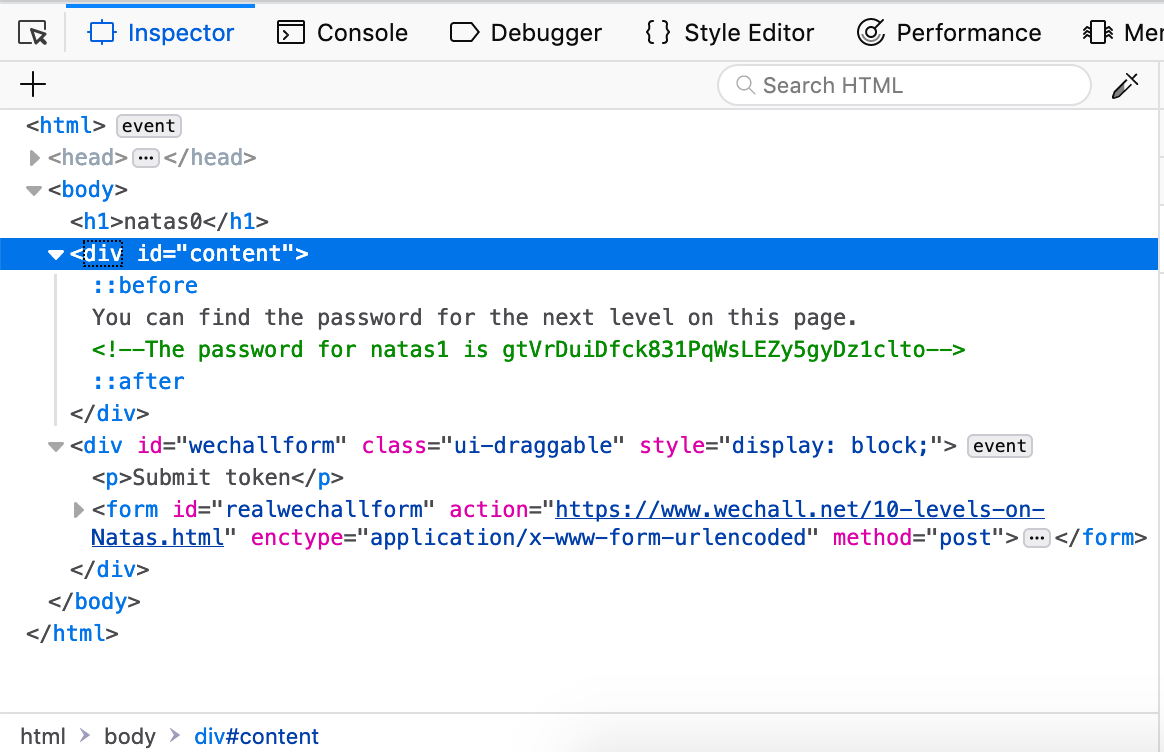 Inspector Console Debugger Style Editor Performance
Search HTML
<html> event
<head> ··· </head>
<body>
<h1>natas0</h1>
<div id="content">
::before
You can find the password for the next level on this page.
<!--The password for natas1 is gtVrDuiDfck831PqWsLEZy5gyDz1clto-->
::after
</div>
<div id="wechallform" class="ui-draggable" style="display: block;"> event
<p>Submit token</p>
<form id="realwechallform" action="https://www.wechall.net/10-levels-on-
Natas.html" enctype="application/x-www-form-urlencoded" method="post"> ··· </form>
</div>
</body>
</html>
html body div#content